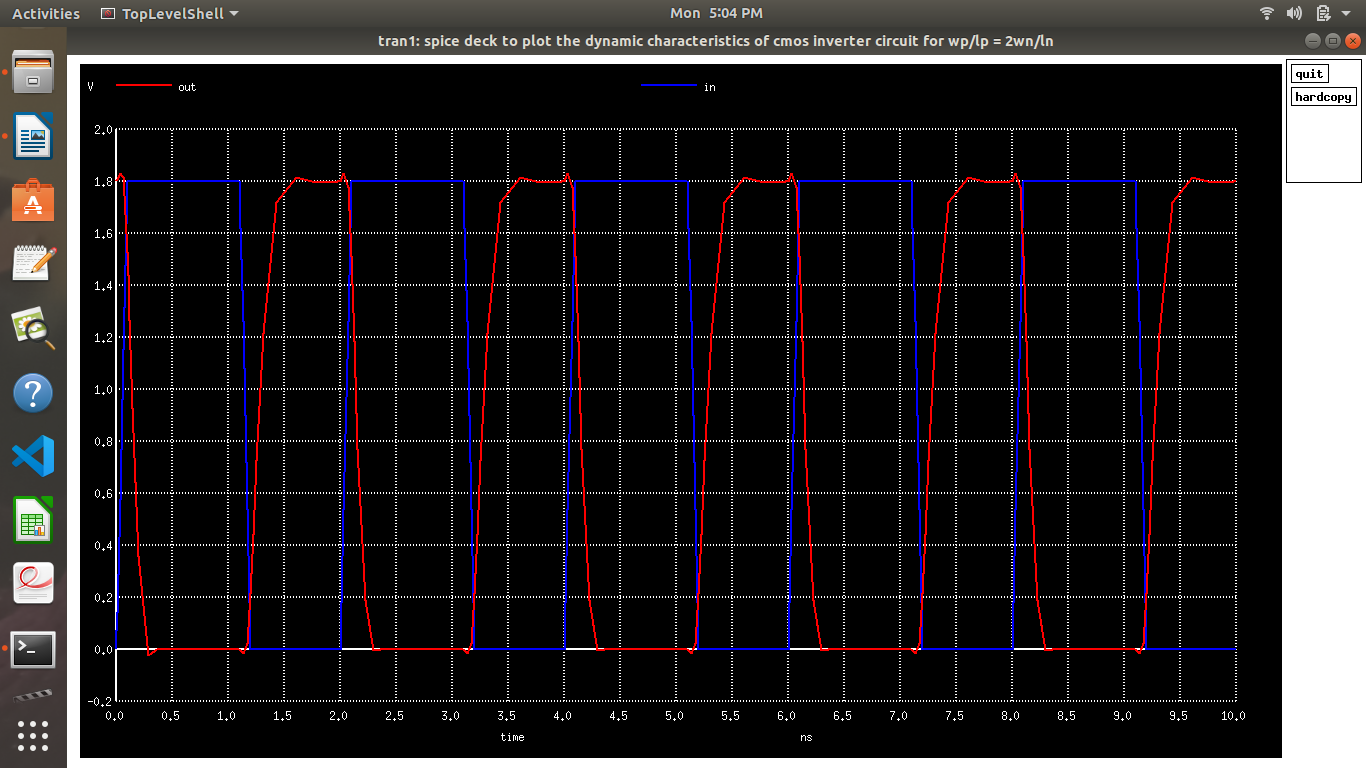 Activities TopLevelShell Mon 5:04 PM
tran1: spice deck to plot the dynamic characteristics of cmos inverter circuit for wp/lp = 2wn/ln
quit
hardcopy
V out in
2.0
1.8
1.6
1.4
1.2
1.0
0.8
0.6
0.4
0.2
0.0
-0.2
0.0 0.5 1.0 1.5 2.0 2.5 3.0 3.5 4.0 4.5 5.0 5.5 6.0 6.5 7.0 7.5 8.0 8.5 9.0 9.5 10.0
time ns